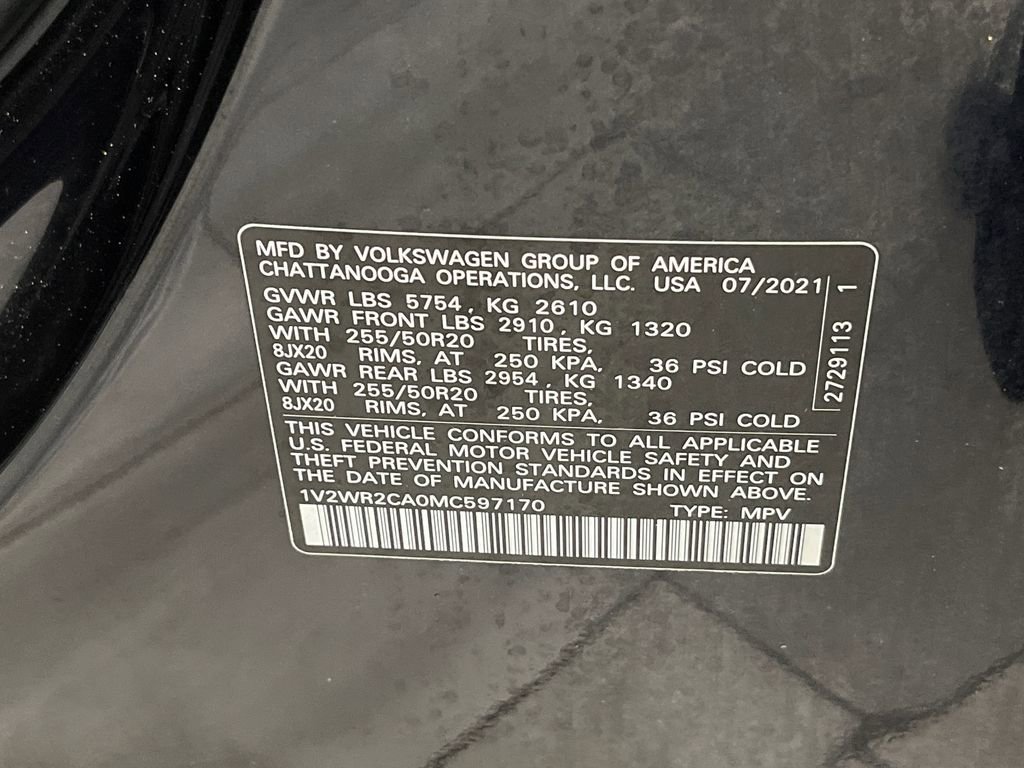 MFD BY VOLKSWAGEN GROUP OF AMERICA
CHATTANOOGA OPERATIONS, LLC. USA 07/2021
GVWR LBS 5754, KG 2610
GAWR FRONT LBS 2910, KG 1320
WITH 255/50R20 TIRES,
8JX20 RIMS, AT 250 KPA, 36 PSI COLD
GAWR REAR LBS 2954, KG 1340
WITH 255/50R20 TIRES,
8JX20 RIMS, AT 250 KPA, 36 PSI COLD
2729113 1
THIS VEHICLE CONFORMS TO ALL APPLICABLE
U.S. FEDERAL MOTOR VEHICLE SAFETY AND
THEFT PREVENTION STANDARDS IN EFFECT ON
THE DATE OF MANUFACTURE SHOWN ABOVE.
1V2WR2CA0MC597170 TYPE: MPV